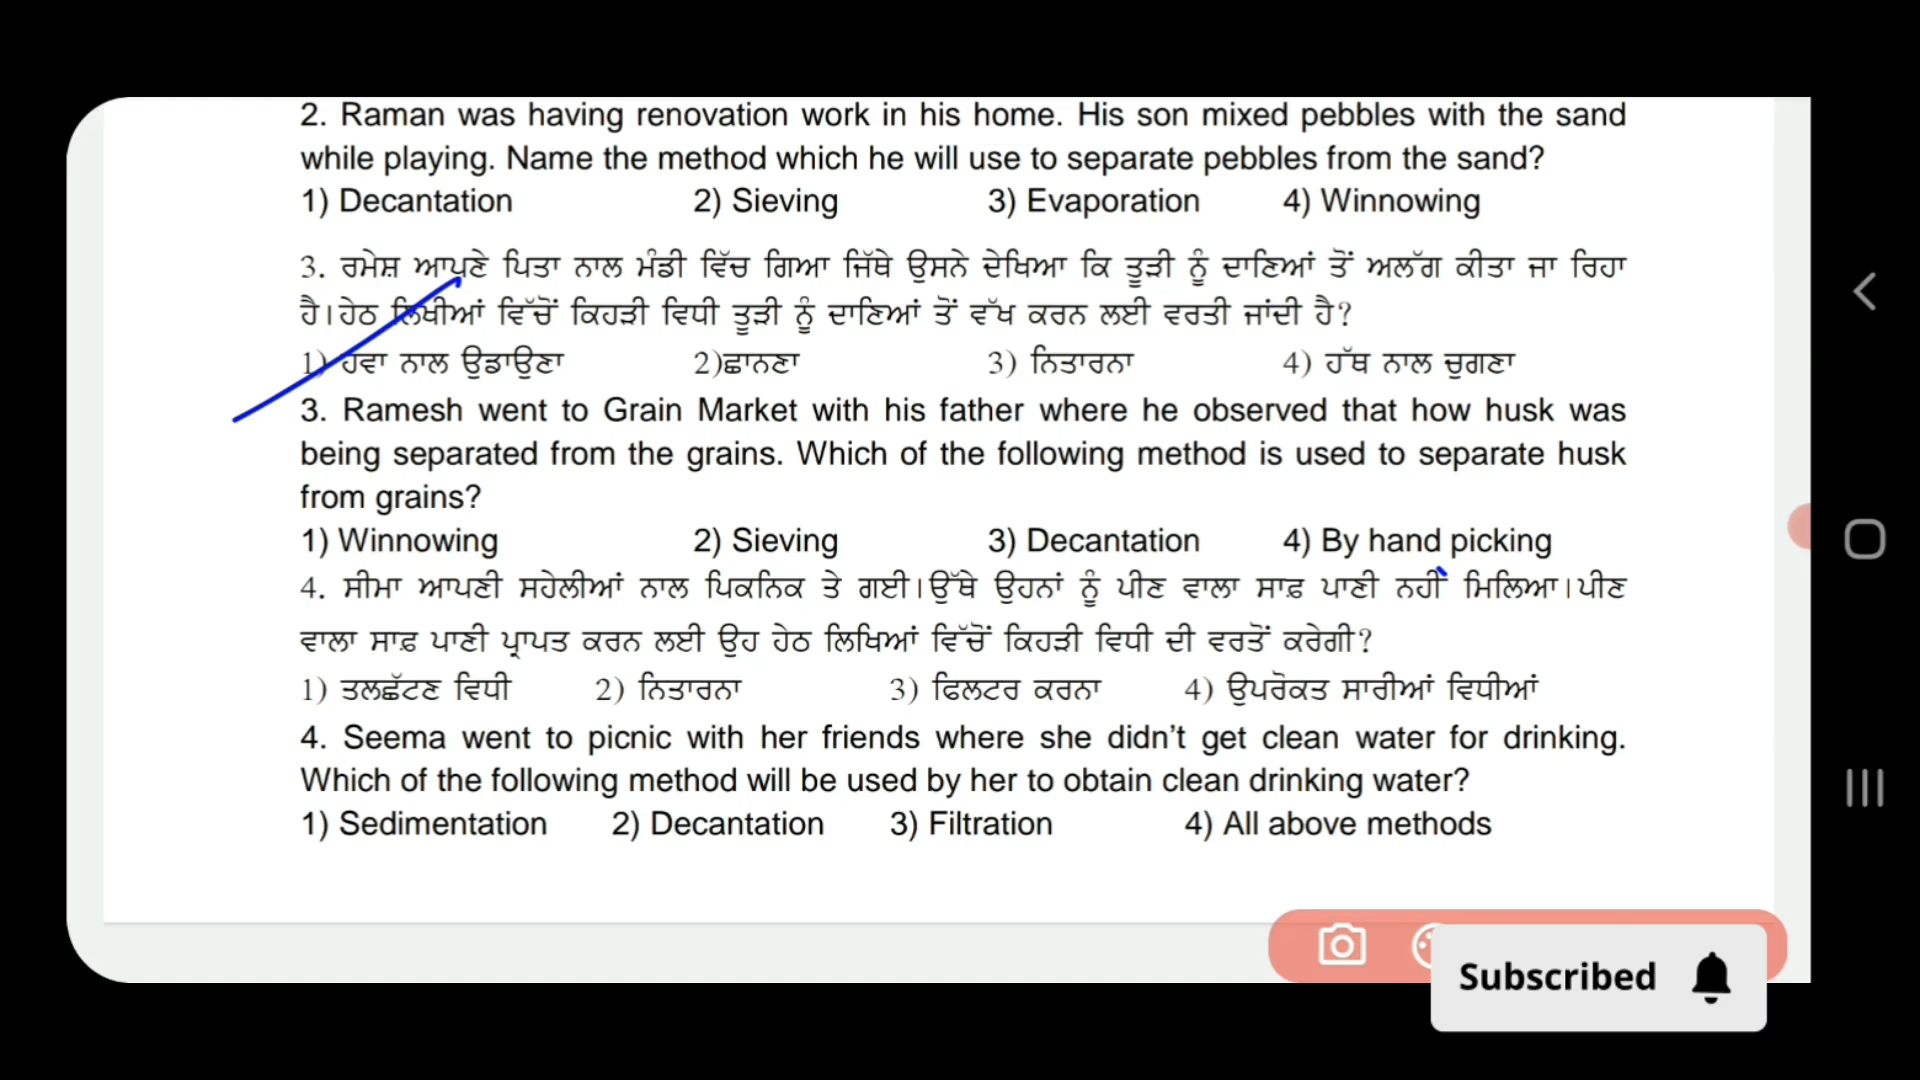 2. Raman was having renovation work in his home. His son mixed pebbles with the sand
while playing. Name the method which he will use to separate pebbles from the sand?
1) Decantation 2) Sieving 3) Evaporation 4) Winnowing
3. ਰਮੇਸ਼ ਆਪਣੇ ਪਿਤਾ ਨਾਲ ਮੰਡੀ ਵਿੱਚ ਗਿਆ ਜਿੱਥੇ ਉਸਨੇ ਦੇਖਿਆ ਕਿ ਤੂੜੀ ਨੂੰ ਦਾਣਿਆਂ ਤੋਂ ਅਲੱਗ ਕੀਤਾ ਜਾ ਰਿਹਾ
ਹੈ।ਹੇਠ ਲਿਖੀਆਂ ਵਿੱਚੋਂ ਕਿਹੜੀ ਵਿਧੀ ਤੂੜੀ ਨੂੰ ਦਾਣਿਆਂ ਤੋਂ ਵੱਖ ਕਰਨ ਲਈ ਵਰਤੀ ਜਾਂਦੀ ਹੈ?
1) ਹਵਾ ਨਾਲ ਉਡਾਉਣਾ 2)ਛਾਨਣਾ 3) ਨਿਤਾਰਨਾ 4) ਹੱਥ ਨਾਲ ਚੁਗਣਾ
3. Ramesh went to Grain Market with his father where he observed that how husk was
being separated from the grains. Which of the following method is used to separate husk
from grains?
1) Winnowing 2) Sieving 3) Decantation 4) By hand picking
4. ਸੀਮਾ ਆਪਣੀ ਸਹੇਲੀਆਂ ਨਾਲ ਪਿਕਨਿਕ ਤੇ ਗਈ।ਉੱਥੇ ਉਹਨਾਂ ਨੂੰ ਪੀਣ ਵਾਲਾ ਸਾਫ਼ ਪਾਣੀ ਨਹੀਂ ਮਿਲਿਆ।ਪੀਣ
ਵਾਲਾ ਸਾਫ਼ ਪਾਣੀ ਪ੍ਰਾਪਤ ਕਰਨ ਲਈ ਉਹ ਹੇਠ ਲਿਖਿਆਂ ਵਿੱਚੋਂ ਕਿਹੜੀ ਵਿਧੀ ਦੀ ਵਰਤੋਂ ਕਰੇਗੀ?
1) ਤਲਛੱਟਣ ਵਿਧੀ 2) ਨਿਤਾਰਨਾ 3) ਫਿਲਟਰ ਕਰਨਾ 4) ਉਪਰੋਕਤ ਸਾਰੀਆਂ ਵਿਧੀਆਂ
4. Seema went to picnic with her friends where she didn’t get clean water for drinking.
Which of the following method will be used by her to obtain clean drinking water?
1) Sedimentation 2) Decantation 3) Filtration 4) All above methods
Subscribed